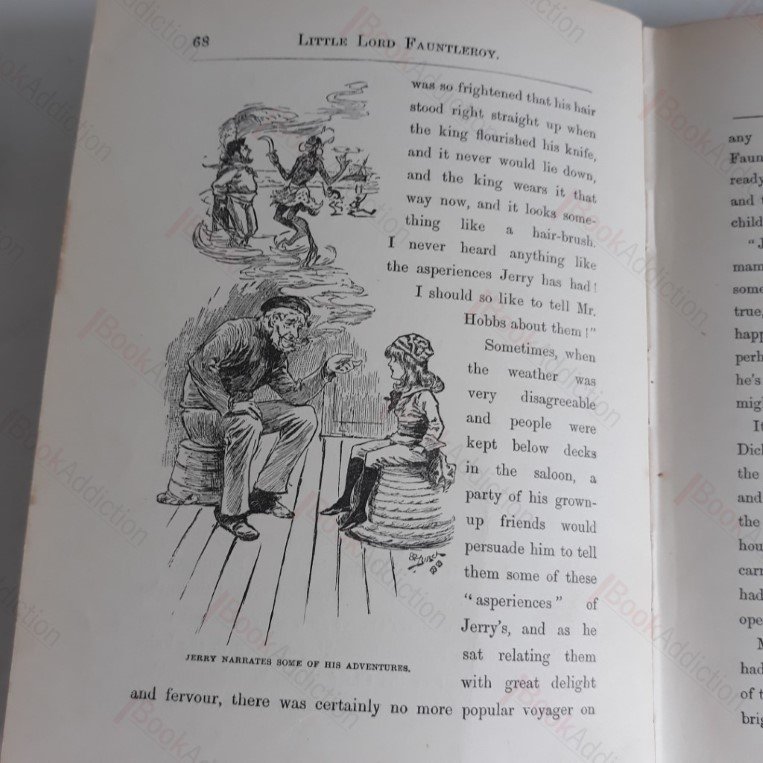 68
LITTLE LORD FAUNTLEROY.
was so frightened that his hair
stood right straight up when
the king flourished his knife,
and it never would lie down,
and the king wears it that
way now, and it looks some-
thing like a hair-brush.
I never heard anything like
the asperiences Jerry has had!
I should so like to tell Mr.
Hobbs about them!"
Sometimes, when
the weather was
very disagreeable
and people were
kept below decks
in the saloon, a
party of his grown-
up friends would
persuade him to tell
them some of these
"asperiences" of
Jerry's, and as he
sat relating them
with great delight
and fervour, there was certainly no more popular voyager on
JERRY NARRATES SOME OF HIS ADVENTURES.
any
Faun
ready
and
child
"J
mam
some
true,
happ
perh
he's
migh
It
Dick
the
and
the
hou
carr
had
ope
M
had
of t
brig
BookAddiction